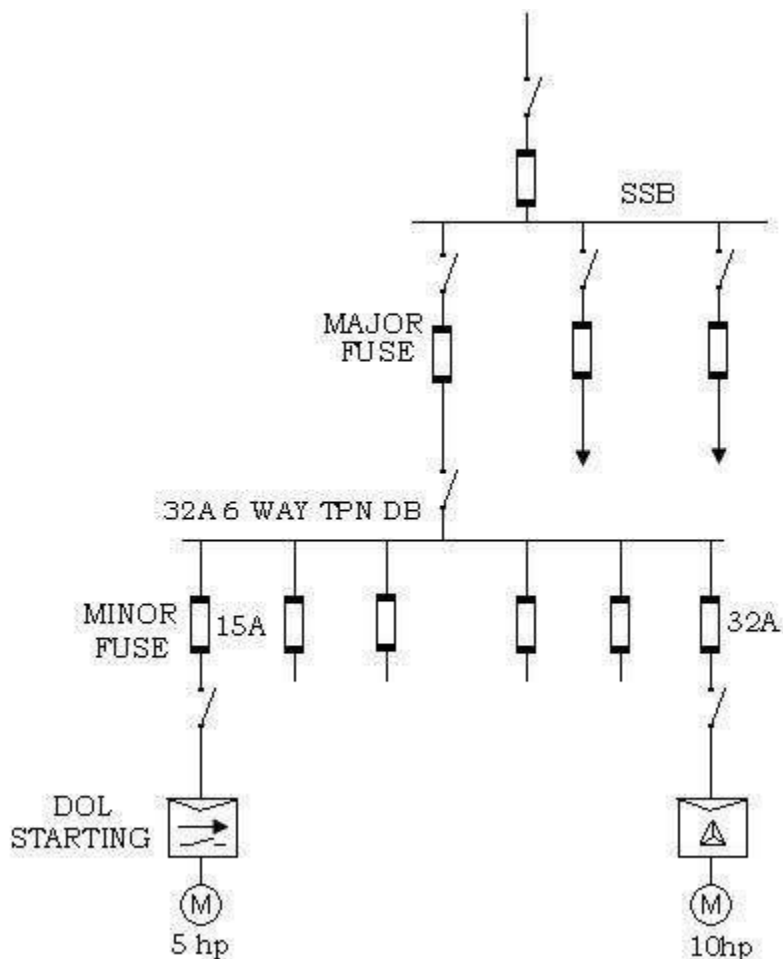 SSB
MAJOR
FUSE
32A 6 WAY TPN DB
MINOR
FUSE
15A
32A
DOL
STARTING
M
M
5 hp
10hp